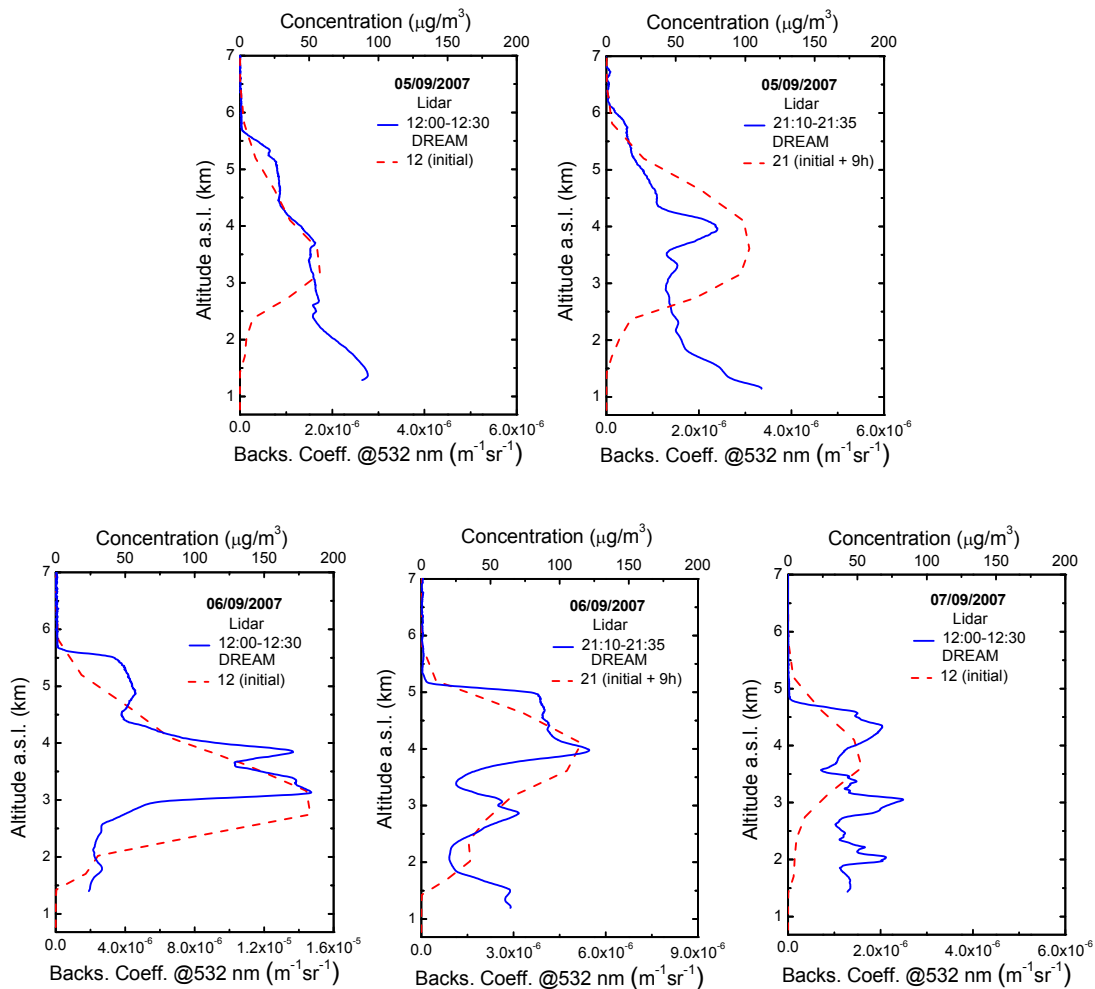 Concentration (μg/m³)
0 50 100 150 200
7
6
5
4
3
2
1
Altitude a.s.l. (km)
05/09/2007
Lidar
12:00-12:30
DREAM
12 (initial)
0.0 2.0x10⁻⁶ 4.0x10⁻⁶ 6.0x10⁻⁶
Backs. Coeff. @532 nm (m⁻¹sr⁻¹)
Concentration (μg/m³)
0 50 100 150 200
7
6
5
4
3
2
1
Altitude a.s.l. (km)
05/09/2007
Lidar
21:10-21:35
DREAM
21 (initial + 9h)
0.0 2.0x10⁻⁶ 4.0x10⁻⁶ 6.0x10⁻⁶
Backs. Coeff. @532 nm (m⁻¹sr⁻¹)
Concentration (μg/m³)
0 50 100 150 200
7
6
5
4
3
2
1
Altitude a.s.l. (km)
06/09/2007
Lidar
12:00-12:30
DREAM
12 (initial)
0.0 4.0x10⁻⁶ 8.0x10⁻⁶ 1.2x10⁻⁵ 1.6x10⁻⁵
Backs. Coeff. @532 nm (m⁻¹sr⁻¹)
Concentration (μg/m³)
0 50 100 150 200
7
6
5
4
3
2
1
Altitude a.s.l. (km)
06/09/2007
Lidar
21:10-21:35
DREAM
21 (initial + 9h)
0.0 3.0x10⁻⁶ 6.0x10⁻⁶ 9.0x10⁻⁶
Backs. Coeff. @532 nm (m⁻¹sr⁻¹)
Concentration (μg/m³)
0 50 100 150 200
7
6
5
4
3
2
1
Altitude a.s.l. (km)
07/09/2007
Lidar
12:00-12:30
DREAM
12 (initial)
0.0 2.0x10⁻⁶ 4.0x10⁻⁶ 6.0x10⁻⁶
Backs. Coeff. @532 nm (m⁻¹sr⁻¹)